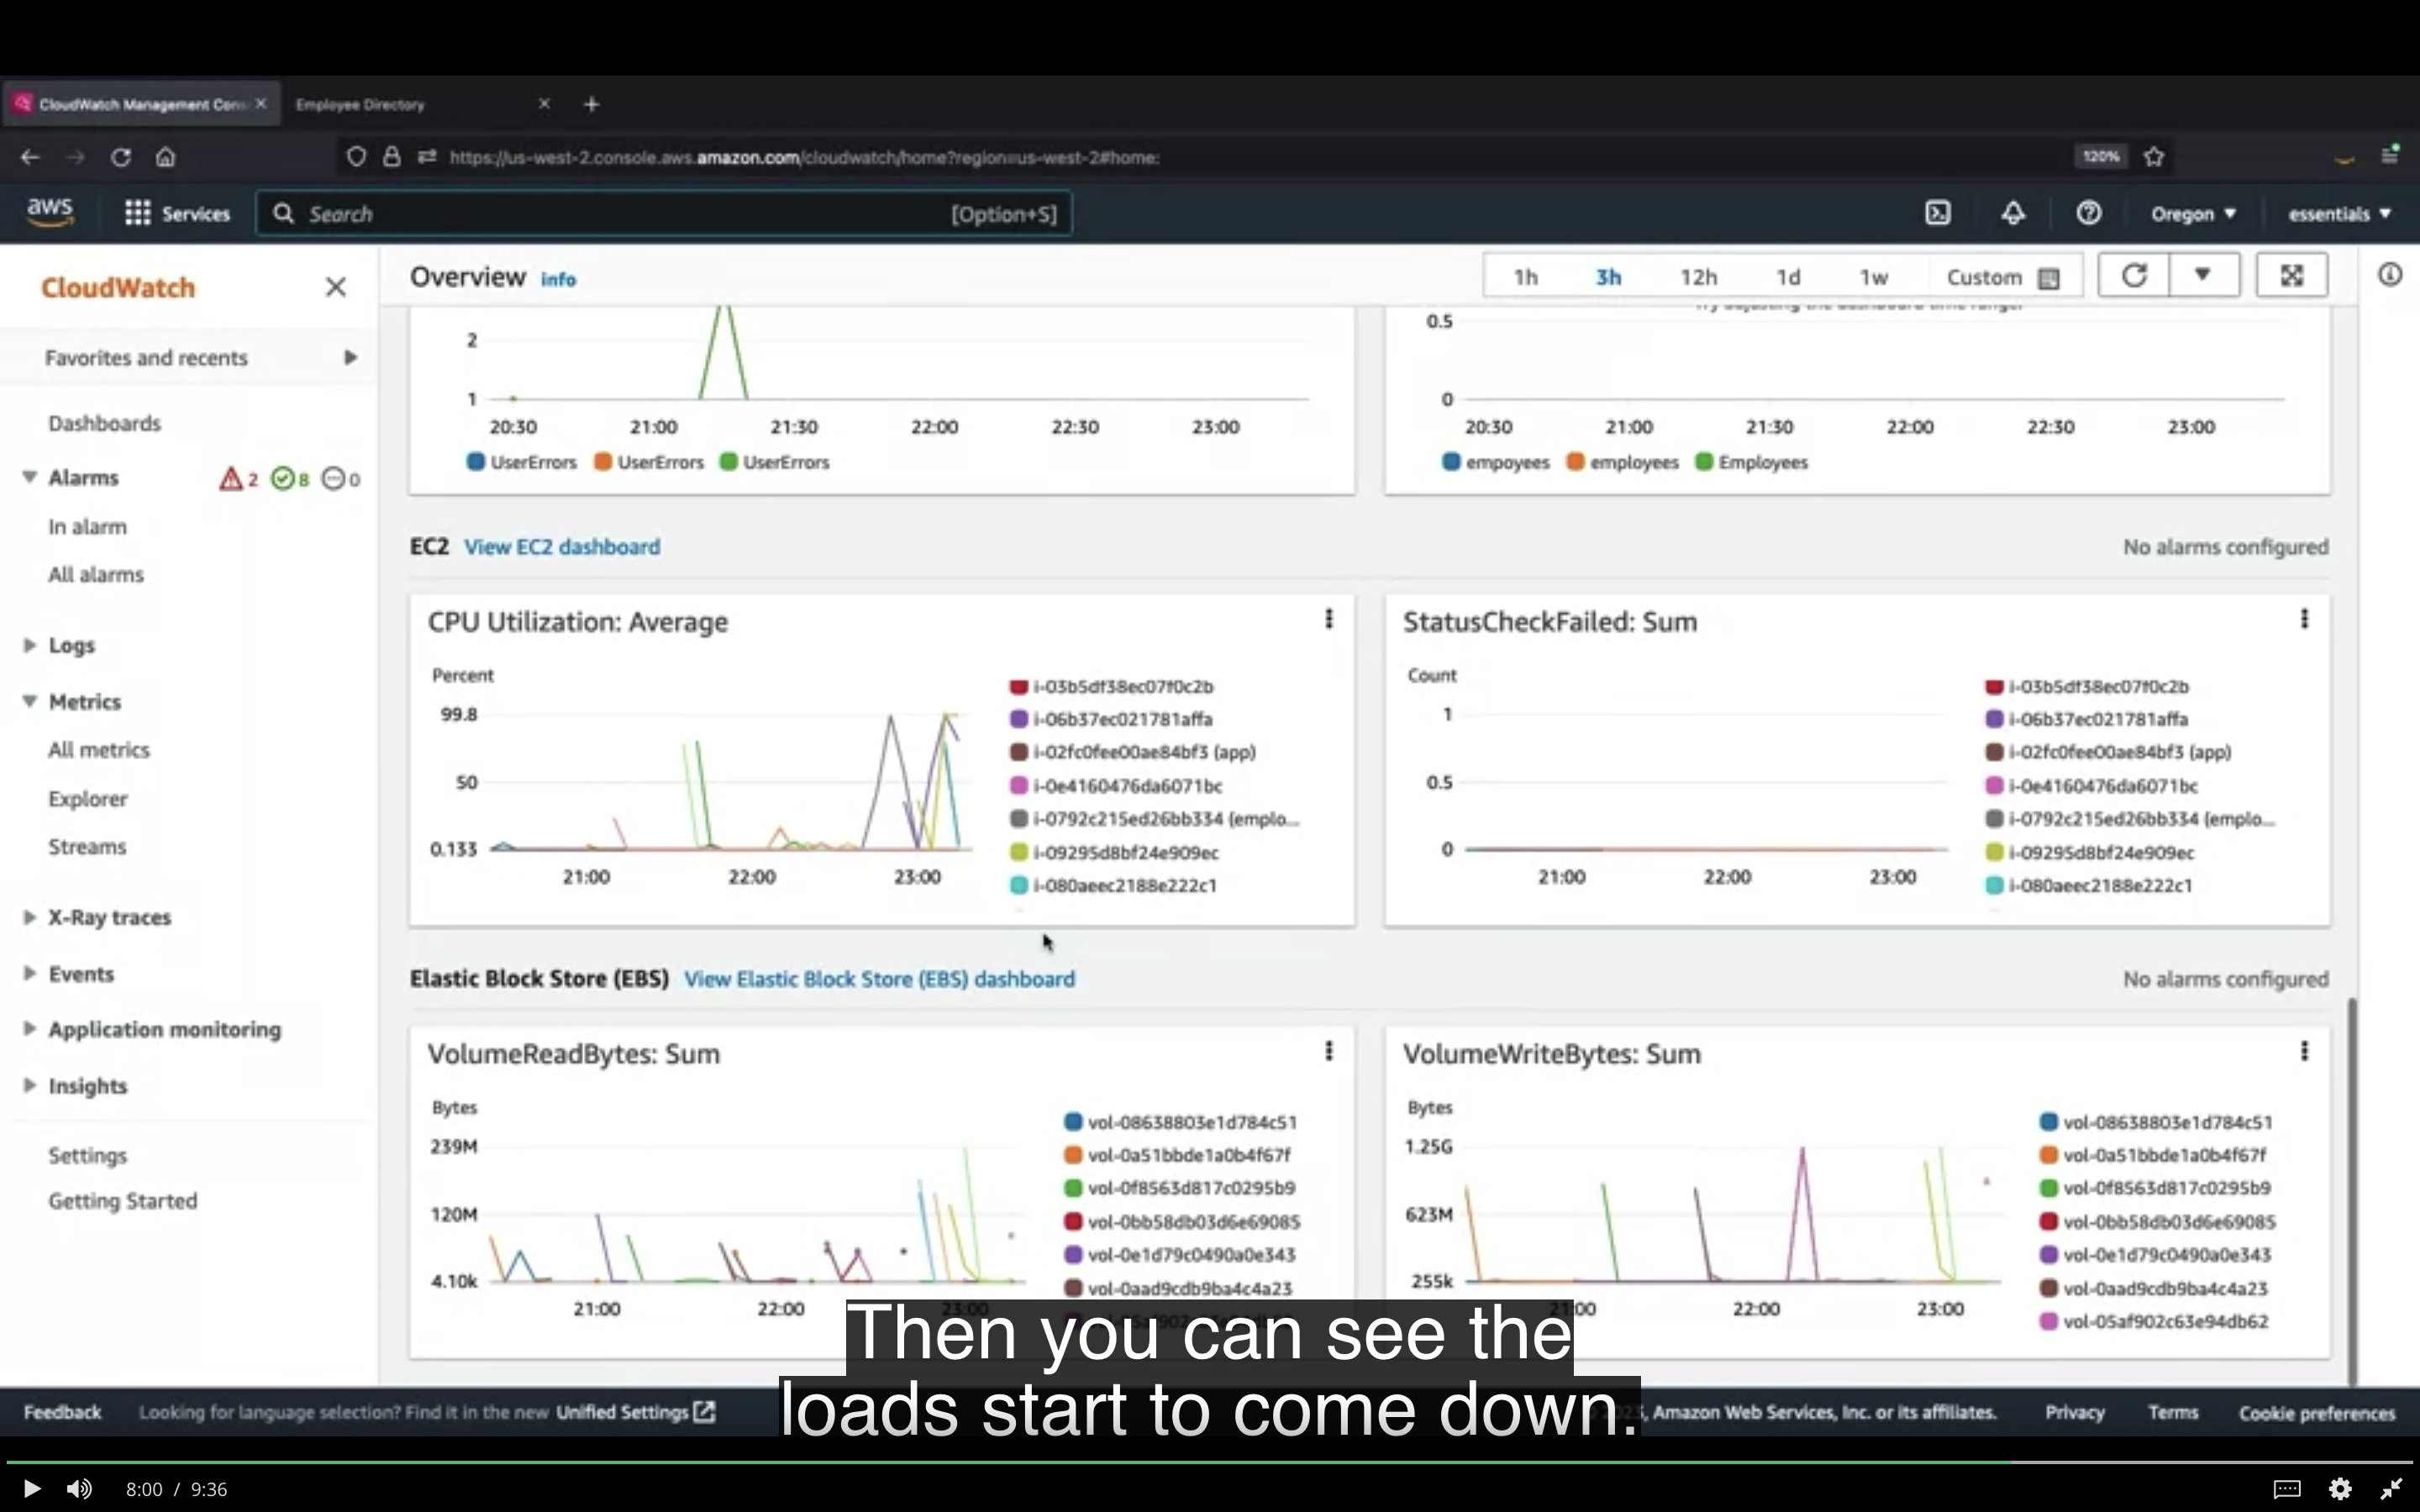 CloudWatch Management Cons
Employee Directory
https://us-west-2.console.aws.amazon.com/cloudwatch/home?region=us-west-2#home:
120%
aws
Services
Search
[Option+S]
Oregon
essentials
CloudWatch
Favorites and recents
Dashboards
Alarms
2
8
0
In alarm
All alarms
Logs
Metrics
All metrics
Explorer
Streams
X-Ray traces
Events
Application monitoring
Insights
Settings
Getting Started
Overview info
1h 3h 12h 1d 1w Custom
2
1
20:30 21:00 21:30 22:00 22:30 23:00
UserErrors UserErrors UserErrors
Try adjusting the dashboard time range.
0.5
0
20:30 21:00 21:30 22:00 22:30 23:00
empoyees employees Employees
EC2 View EC2 dashboard
No alarms configured
CPU Utilization: Average
Percent
99.8
50
0.133
21:00 22:00 23:00
i-03b5df38ec07f0c2b
i-06b37ec021781affa
i-02fc0fee00ae84bf3 (app)
i-0e4160476da6071bc
i-0792c215ed26bb334 (emplo...
i-09295d8bf24e909ec
i-080aeec2188e222c1
StatusCheckFailed: Sum
Count
1
0.5
0
21:00 22:00 23:00
i-03b5df38ec07f0c2b
i-06b37ec021781affa
i-02fc0fee00ae84bf3 (app)
i-0e4160476da6071bc
i-0792c215ed26bb334 (emplo...
i-09295d8bf24e909ec
i-080aeec2188e222c1
Elastic Block Store (EBS) View Elastic Block Store (EBS) dashboard
No alarms configured
VolumeReadBytes: Sum
Bytes
239M
120M
4.10k
21:00 22:00 23:00
vol-08638803e1d784c51
vol-0a51bbde1a0b4f67f
vol-0f8563d817c0295b9
vol-0bb58db03d6e69085
vol-0e1d79c0490a0e343
vol-0aad9cdb9ba4c4a23
VolumeWriteBytes: Sum
Bytes
1.25G
623M
255k
21:00 22:00 23:00
vol-08638803e1d784c51
vol-0a51bbde1a0b4f67f
vol-0f8563d817c0295b9
vol-0bb58db03d6e69085
vol-0e1d79c0490a0e343
vol-0aad9cdb9ba4c4a23
vol-05af902c63e94db62
Then you can see the
loads start to come down.
Feedback
Looking for language selection? Find it in the new Unified Settings
, Amazon Web Services, Inc. or its affiliates.
Privacy
Terms
Cookie preferences
8:00 / 9:36